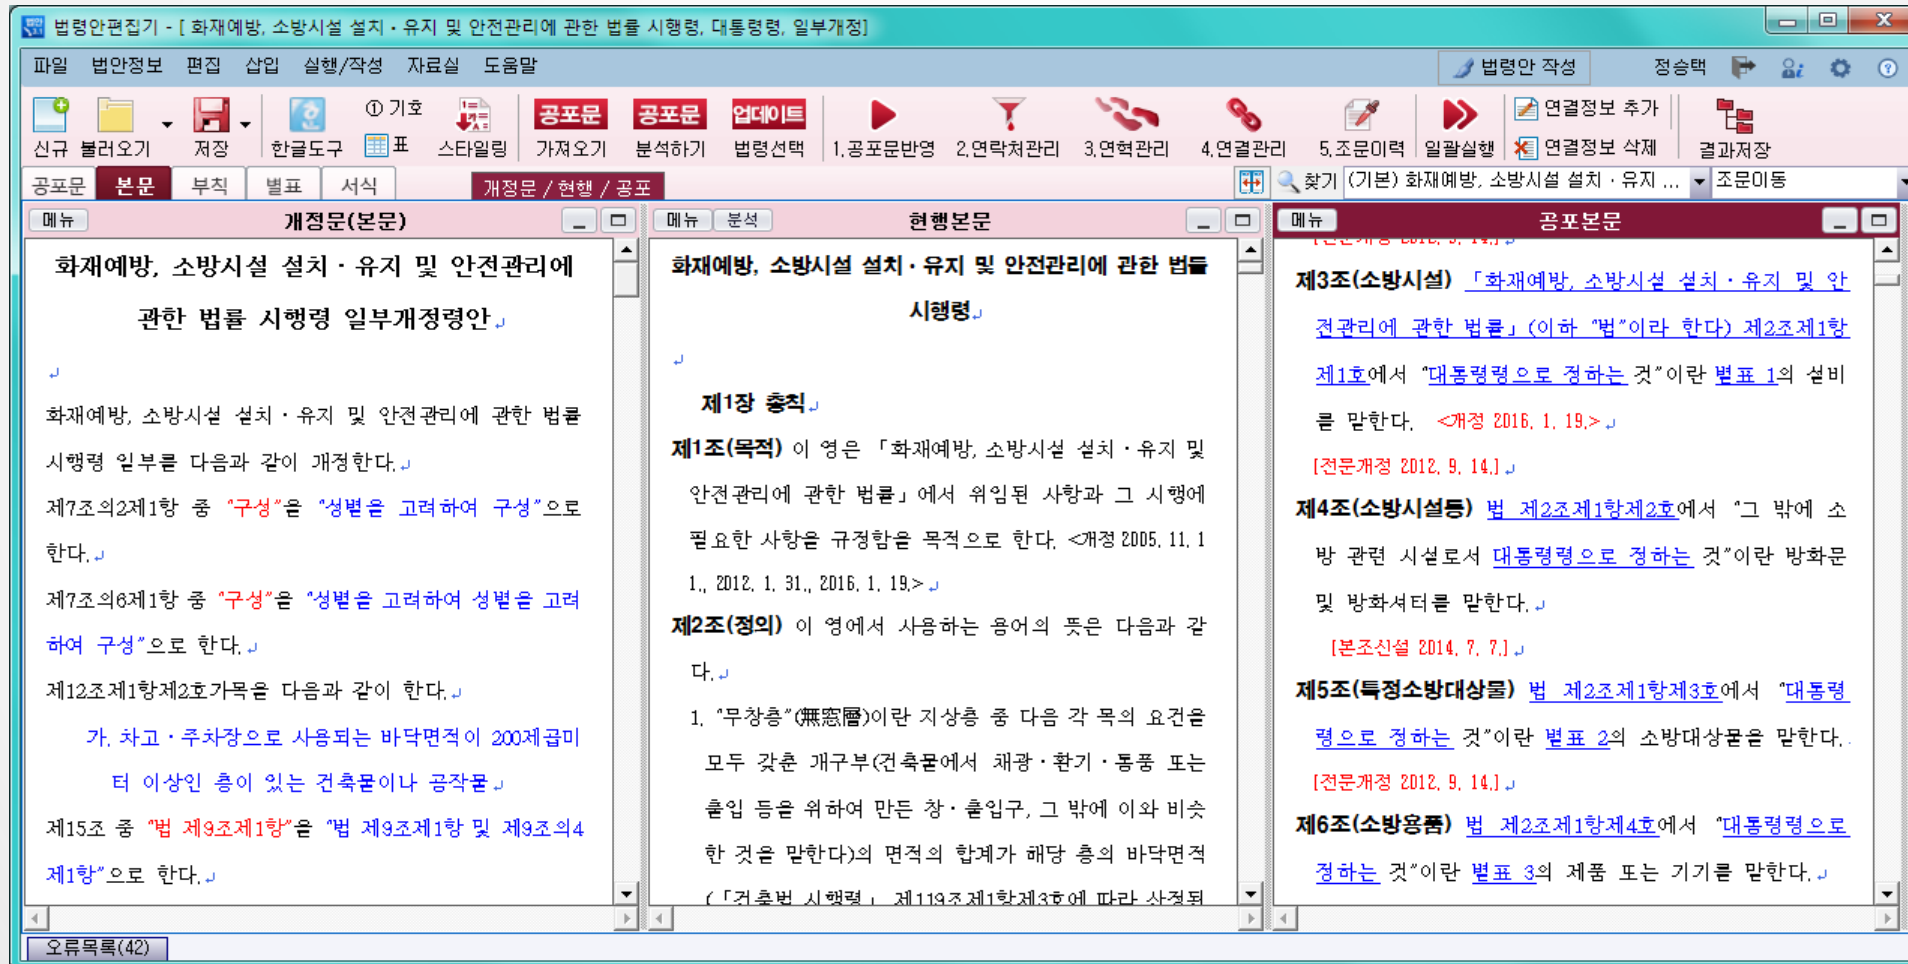 법령안편집기 - [ 화재예방, 소방시설 설치ㆍ유지 및 안전관리에 관한 법률 시행령, 대통령령, 일부개정]
파일 법안정보 편집 삽입 실행/작성 자료실 도움말 법령안 작성 정승택
① 기호 공포문 공포문 업데이트 연결정보 추가
신규 불러오기 저장 한글도구 표 스타일링 가져오기 분석하기 법령선택 1.공포문반영 2.연락처관리 3.연혁관리 4.연결관리 5.조문이력 일괄실행 연결정보 삭제 결과저장
공포문 본문 부칙 별표 서식 개정문 / 현행 / 공포 찾기 (기본) 화재예방, 소방시설 설치ㆍ유지 ... 조문이동
메뉴 개정문(본문)
화재예방, 소방시설 설치ㆍ유지 및 안전관리에
관한 법률 시행령 일부개정령안
화재예방, 소방시설 설치ㆍ유지 및 안전관리에 관한 법률
시행령 일부를 다음과 같이 개정한다.
제7조의2제1항 중 "구성"을 "성별을 고려하여 구성"으로
한다.
제7조의6제1항 중 "구성"을 "성별을 고려하여 성별을 고려
하여 구성"으로 한다.
제12조제1항제2호가목을 다음과 같이 한다.
가. 차고ㆍ주차장으로 사용되는 바닥면적이 200제곱미
터 이상인 층이 있는 건축물이나 공작물
제15조 중 "법 제9조제1항"을 "법 제9조제1항 및 제9조의4
제1항"으로 한다.
메뉴 분석 현행본문
화재예방, 소방시설 설치ㆍ유지 및 안전관리에 관한 법률
시행령
제1장 총칙
제1조(목적) 이 영은 「화재예방, 소방시설 설치ㆍ유지 및
안전관리에 관한 법률」에서 위임된 사항과 그 시행에
필요한 사항을 규정함을 목적으로 한다. <개정 2005. 11. 1
1., 2012. 1. 31., 2016. 1. 19.>
제2조(정의) 이 영에서 사용하는 용어의 뜻은 다음과 같
다.
1. "무창층"(無窓層)이란 지상층 중 다음 각 목의 요건을
모두 갖춘 개구부(건축물에서 채광ㆍ환기ㆍ통풍 또는
출입 등을 위하여 만든 창ㆍ출입구, 그 밖에 이와 비슷
한 것을 말한다)의 면적의 합계가 해당 층의 바닥면적
(「건축법 시행령」 제119조제1항제3호에 따라 산정된
메뉴 공포본문
[전문개정 2012. 9. 14.]
제3조(소방시설) 「화재예방, 소방시설 설치ㆍ유지 및 안
전관리에 관한 법률」(이하 "법"이라 한다) 제2조제1항
제1호에서 "대통령령으로 정하는 것"이란 별표 1의 설비
를 말한다. <개정 2016. 1. 19.>
[전문개정 2012. 9. 14.]
제4조(소방시설등) 법 제2조제1항제2호에서 "그 밖에 소
방 관련 시설로서 대통령령으로 정하는 것"이란 방화문
및 방화셔터를 말한다.
[본조신설 2014. 7. 7.]
제5조(특정소방대상물) 법 제2조제1항제3호에서 "대통령
령으로 정하는 것"이란 별표 2의 소방대상물을 말한다.
[전문개정 2012. 9. 14.]
제6조(소방용품) 법 제2조제1항제4호에서 "대통령령으로
정하는 것"이란 별표 3의 제품 또는 기기를 말한다.
오류목록(42)